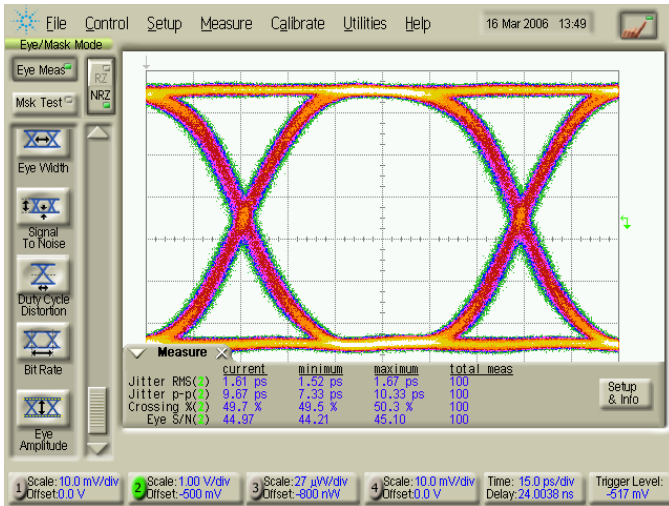 File Control Setup Measure Calibrate Utilities Help 16 Mar 2006 13:49
Eye/Mask Mode
Eye Meas
RZ
NRZ
Msk Test
Eye Width
Signal
To Noise
Duty Cycle
Distortion
Bit Rate
Eye
Amplitude
Measure
current minimum maximum total meas
Jitter RMS(2) 1.61 ps 1.52 ps 1.67 ps 100
Jitter p-p(2) 9.67 ps 7.33 ps 10.33 ps 100
Crossing %(2) 49.7 % 49.5 % 50.3 % 100
Eye S/N(2) 44.97 44.21 45.10 100
Setup
& Info
1 Scale:10.0 mV/div
Offset:0.0 V
2 Scale:1.00 V/div
Offset:-500 mV
3 Scale:27 µW/div
Offset:-800 nW
4 Scale:10.0 mV/div
Offset:0.0 V
Time: 15.0 ps/div
Delay:24.0038 ns
Trigger Level:
-517 mV